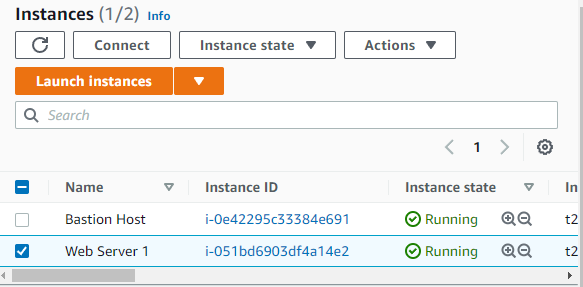 Instances (1/2) Info
Connect Instance state Actions
Launch instances
Search
1
Name Instance ID Instance state In
Bastion Host i-0e42295c33384e691 Running t2
Web Server 1 i-051bd6903df4a14e2 Running t2